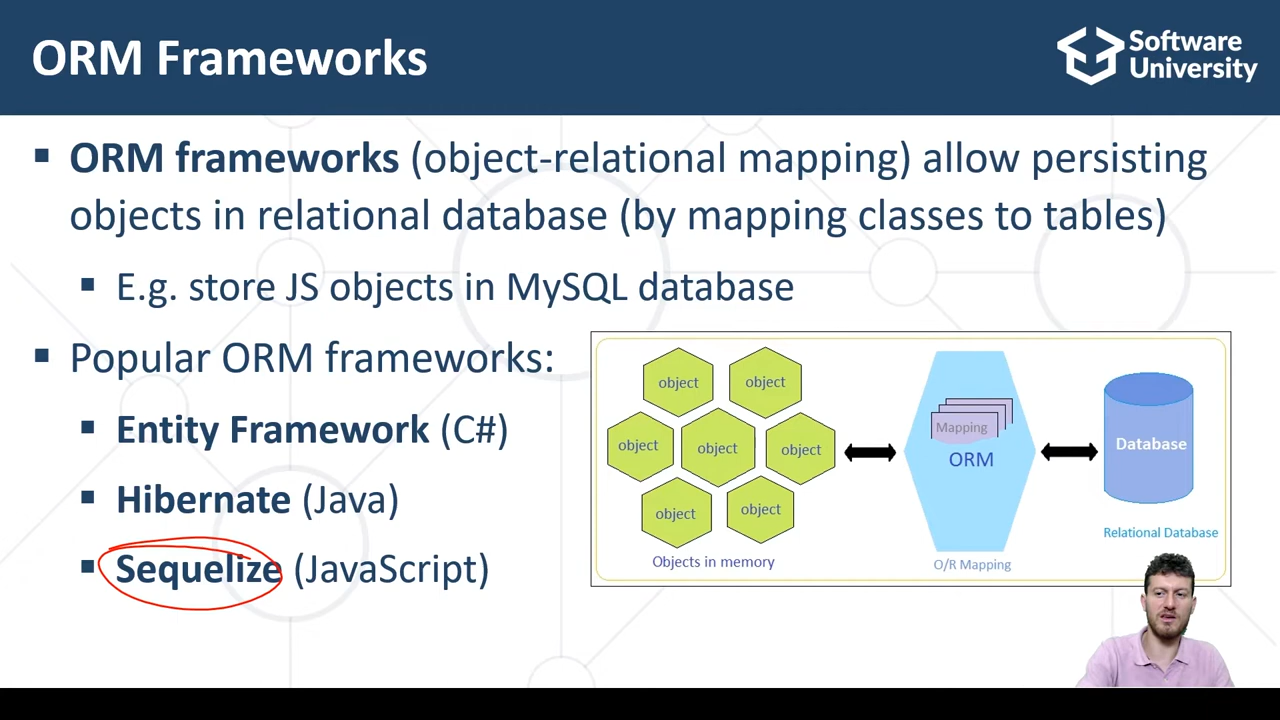 ORM Frameworks
Software
University
▪ ORM frameworks (object-relational mapping) allow persisting
objects in relational database (by mapping classes to tables)
▪ E.g. store JS objects in MySQL database
▪ Popular ORM frameworks:
▪ Entity Framework (C#)
▪ Hibernate (Java)
▪ Sequelize (JavaScript)
object object
object object object
object object
Objects in memory
Mapping
ORM
O/R Mapping
Database
Relational Database